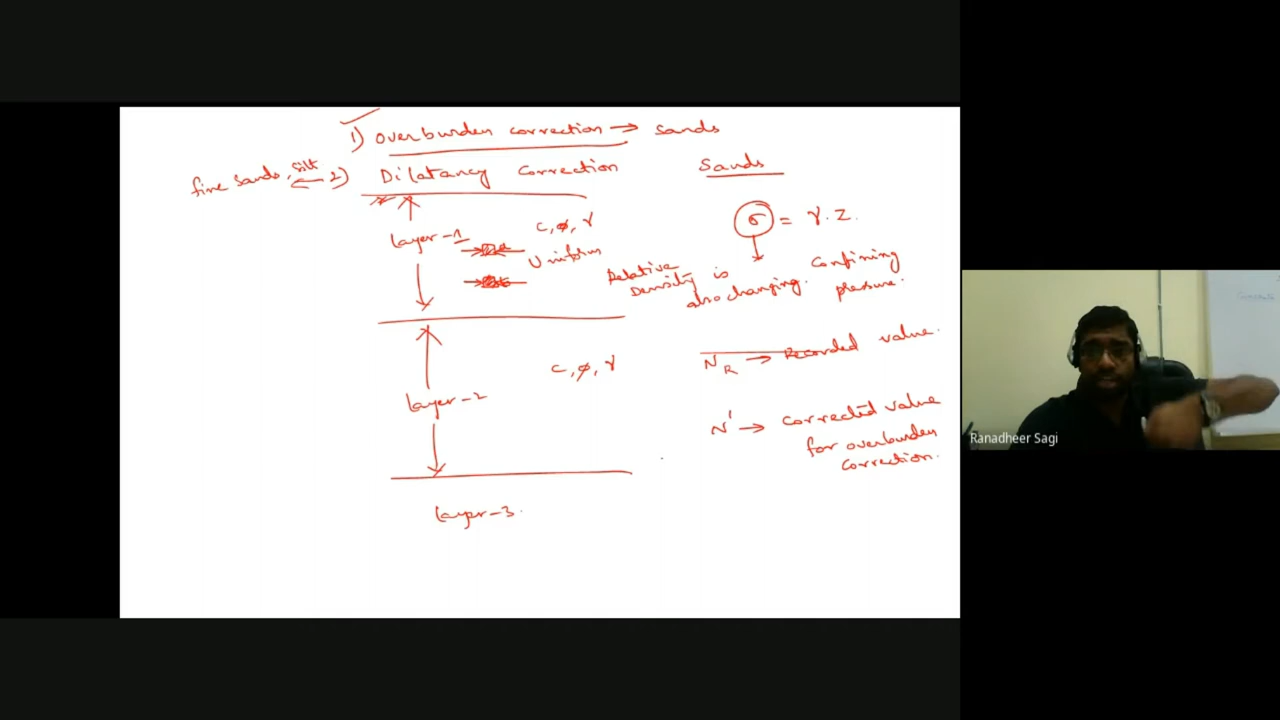 1) Overburden correction → Sands
fine Sands, Silt ← 2) Dilatancy correction
Sands
Layer-1
c, ø, γ
Uniform
σ = γ. Z.
Relative Density is also changing.
Confining pressure.
N_R → Recorded value.
c, ø, γ
Layer-2
N' → Corrected value
for overburden
correction.
Layer-3.
Ranadheer Sagi